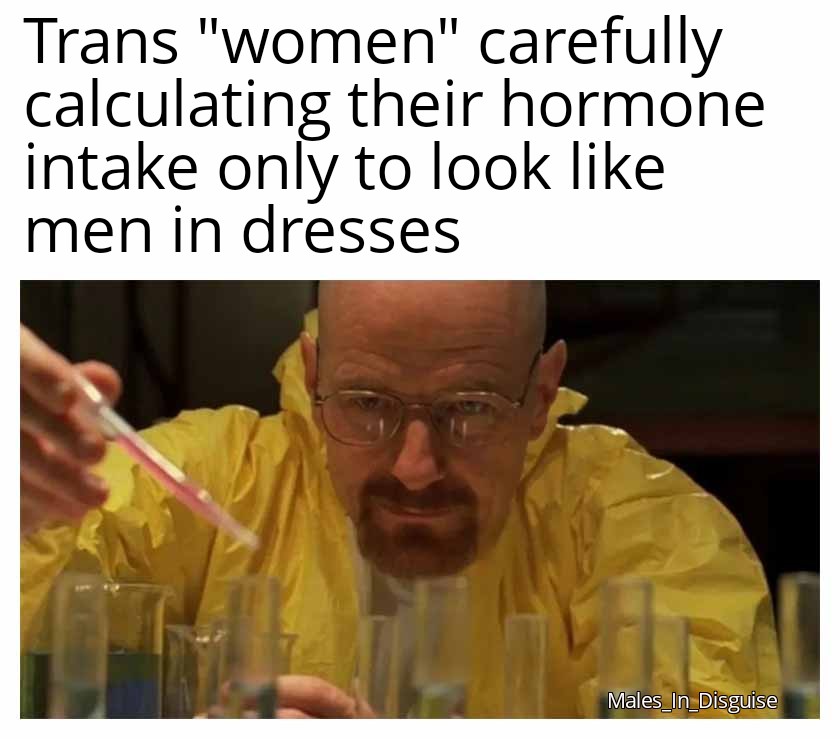 Trans "women" carefully
calculating their hormone
intake only to look like
men in dresses
Males_In_Disguise